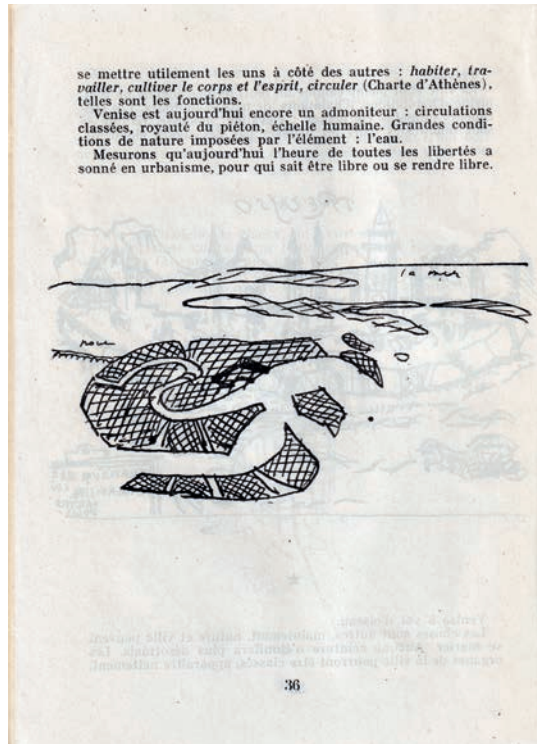 se mettre utilement les uns à côté des autres : habiter, tra-
vailler, cultiver le corps et l'esprit, circuler (Charte d'Athènes),
telles sont les fonctions.
Venise est aujourd'hui encore un admoniteur : circulations
classées, royauté du piéton, échelle humaine. Grandes condi-
tions de nature imposées par l'élément : l'eau.
Mesurons qu'aujourd'hui l'heure de toutes les libertés a
sonné en urbanisme, pour qui sait être libre ou se rendre libre.
la mer
36